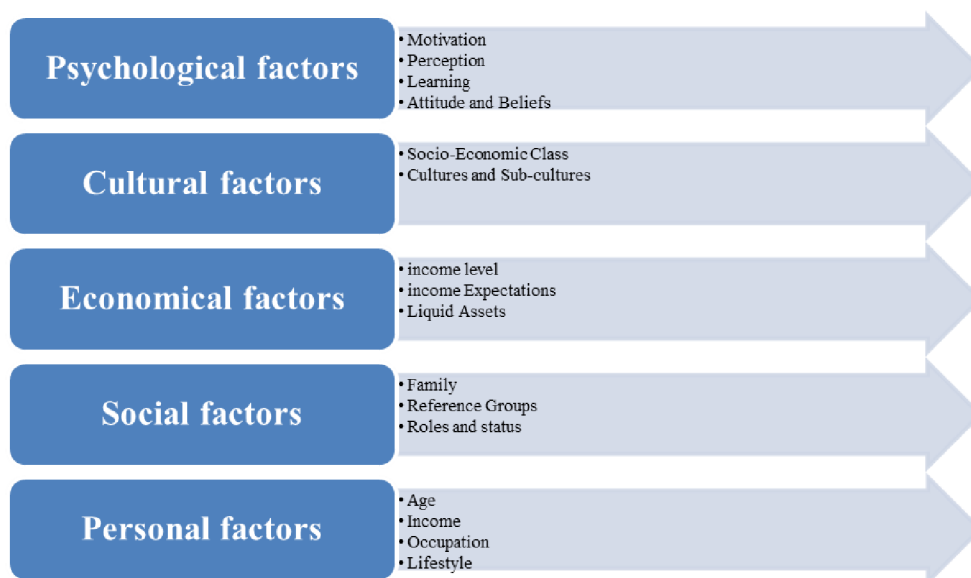 Psychological factors
• Motivation
• Perception
• Learning
• Attitude and Beliefs
Cultural factors
• Socio-Economic Class
• Cultures and Sub-cultures
Economical factors
• income level
• income Expectations
• Liquid Assets
Social factors
• Family
• Reference Groups
• Roles and status
Personal factors
• Age
• Income
• Occupation
• Lifestyle